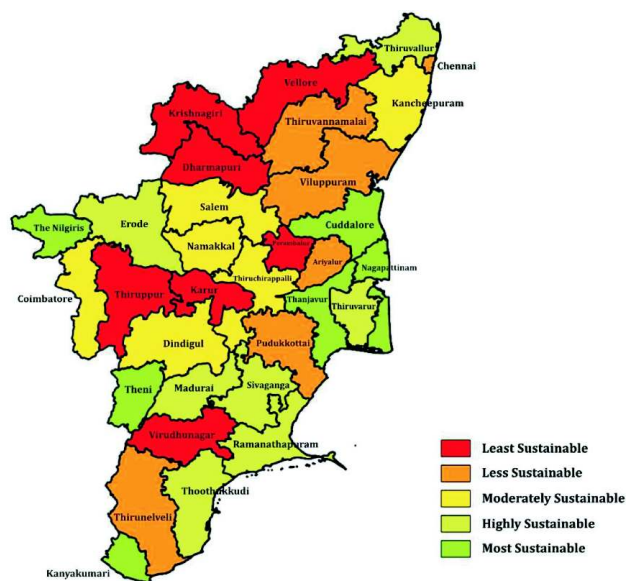 Thiruvallur
Chennai
Vellore
Kancheepuram
Krishnagiri
Thiruvannamalai
Dharmapuri
Viluppuram
Salem
The Nilgiris
Erode
Cuddalore
Namakkal
Perambalur
Ariyalur
Nagapattinam
Thiruchirappalli
Coimbatore
Thiruppur
Karur
Thanjavur
Thiruvarur
Dindigul
Pudukkottai
Theni
Madurai
Sivaganga
Virudhunagar
Ramanathapuram
Thoothukkudi
Thirunelveli
Kanyakumari
Least Sustainable
Less Sustainable
Moderately Sustainable
Highly Sustainable
Most Sustainable